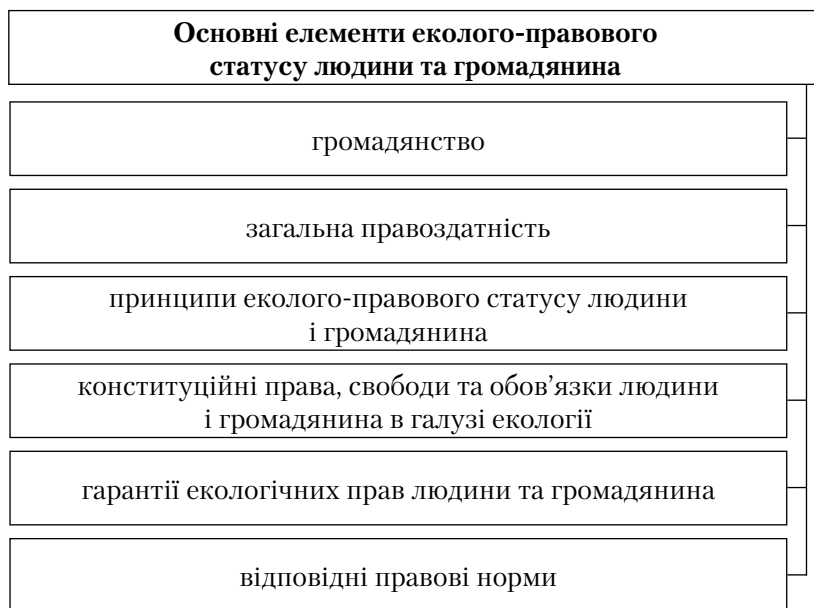 Основні елементи еколого-правового
статусу людини та громадянина
громадянство
загальна правоздатність
принципи еколого-правового статусу людини
і громадянина
конституційні права, свободи та обов’язки людини
і громадянина в галузі екології
гарантії екологічних прав людини та громадянина
відповідні правові норми